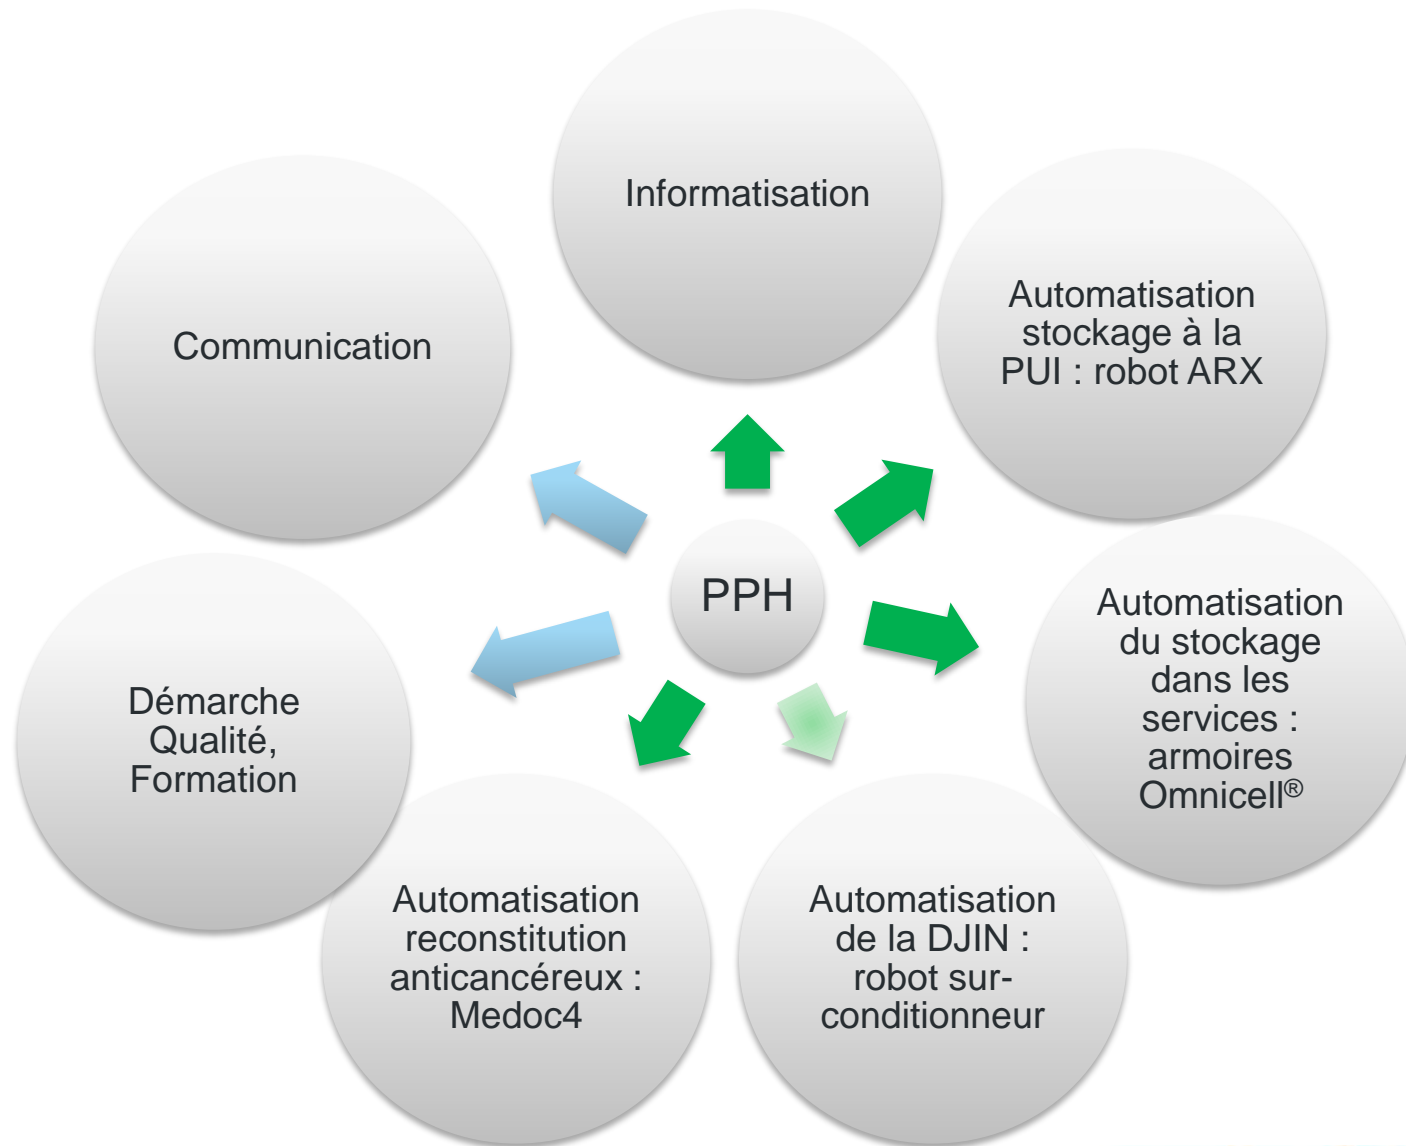 Informatisation
Automatisation
stockage à la
PUI : robot ARX
Automatisation
du stockage
dans les
services :
armoires
Omnicell®
Automatisation
de la DJIN :
robot sur-
conditionneur
Automatisation
reconstitution
anticancéreux :
Medoc4
Démarche
Qualité,
Formation
Communication
PPH